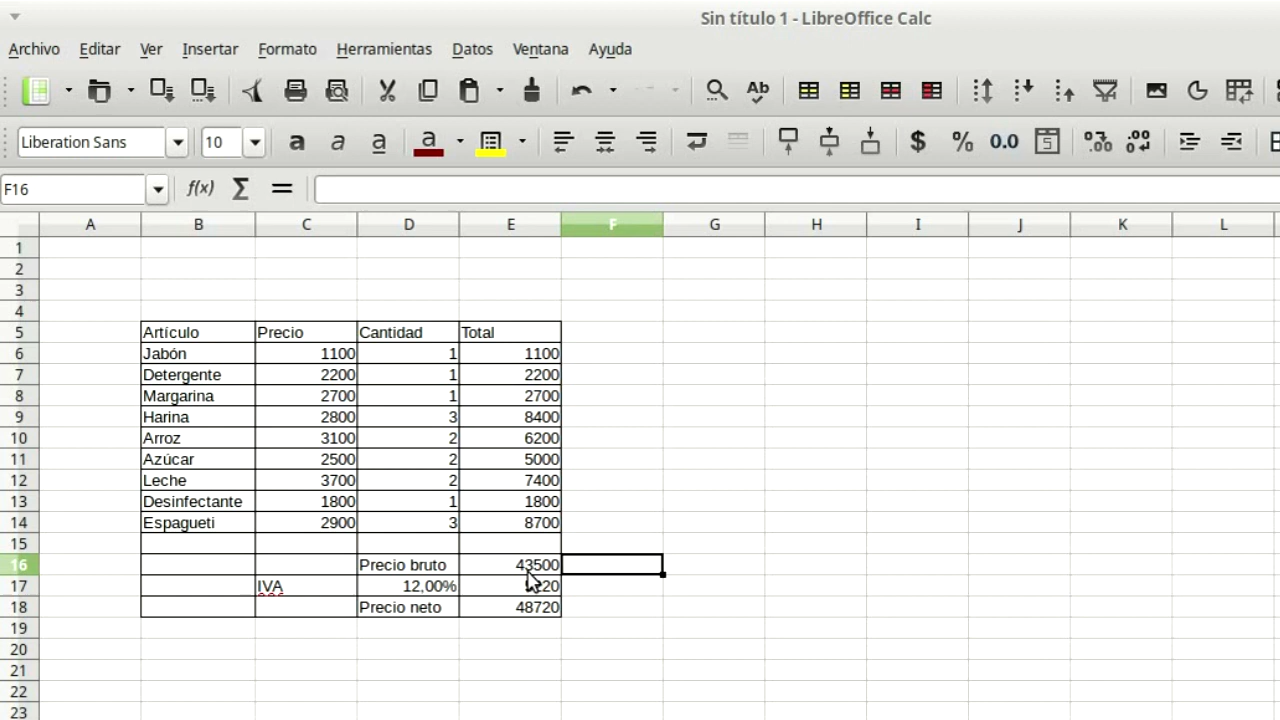 Sin título 1 - LibreOffice Calc
Archivo Editar Ver Insertar Formato Herramientas Datos Ventana Ayuda
Ab
Liberation Sans 10 a a a a $ % 0.0
F16 f(x) Σ =
A B C D E F G H I J K L
1
2
3
4
5 Artículo Precio Cantidad Total
6 Jabón 1100 1 1100
7 Detergente 2200 1 2200
8 Margarina 2700 1 2700
9 Harina 2800 3 8400
10 Arroz 3100 2 6200
11 Azúcar 2500 2 5000
12 Leche 3700 2 7400
13 Desinfectante 1800 1 1800
14 Espagueti 2900 3 8700
15
16 Precio bruto 43500
17 IVA 12,00%
18 Precio neto 48720
19
20
21
22
23